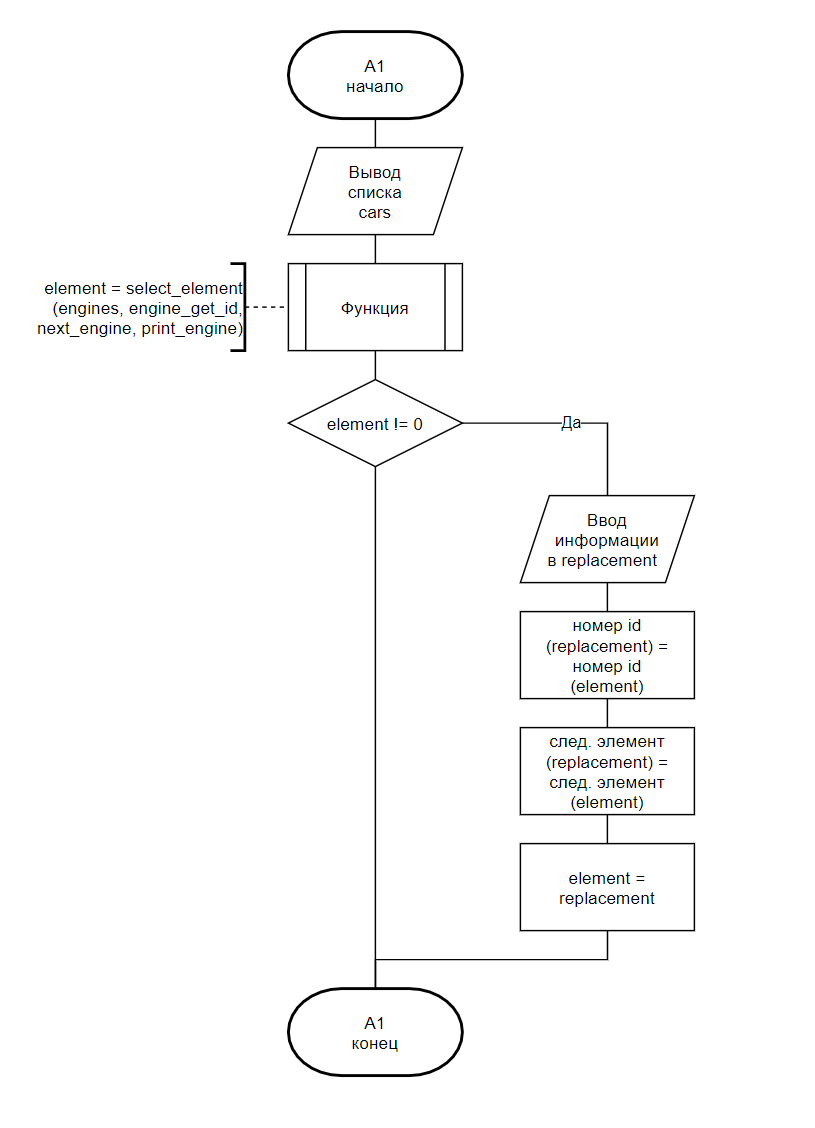 A1
начало
Вывод
списка
cars
element = select_element
(engines, engine_get_id,
next_engine, print_engine)
Функция
element != 0
Да
Ввод
информации
в replacement
номер id
(replacement) =
номер id
(element)
след. элемент
(replacement) =
след. элемент
(element)
element =
replacement
A1
конец